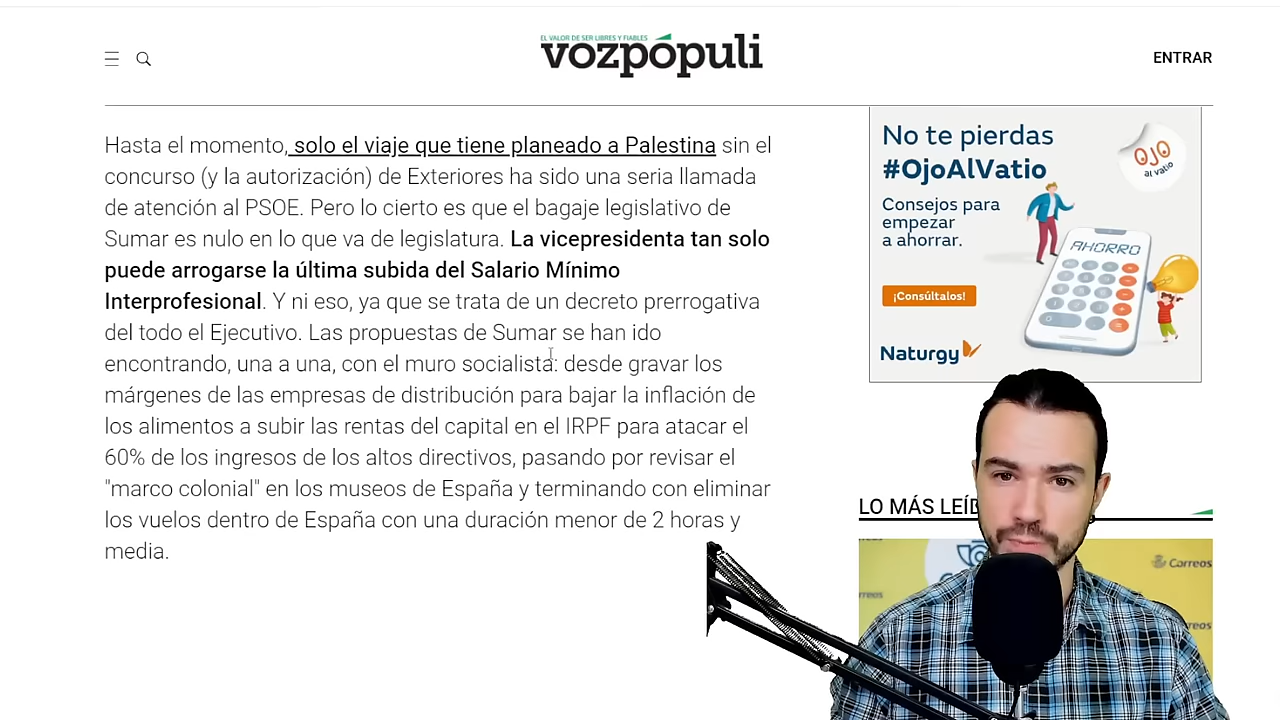 EL VALOR DE SER LIBRES Y FIABLES
vozpópuli
ENTRAR
Hasta el momento, solo el viaje que tiene planeado a Palestina sin el
concurso (y la autorización) de Exteriores ha sido una seria llamada
de atención al PSOE. Pero lo cierto es que el bagaje legislativo de
Sumar es nulo en lo que va de legislatura. La vicepresidenta tan solo
puede arrogarse la última subida del Salario Mínimo
Interprofesional. Y ni eso, ya que se trata de un decreto prerrogativa
del todo el Ejecutivo. Las propuestas de Sumar se han ido
encontrando, una a una, con el muro socialista: desde gravar los
márgenes de las empresas de distribución para bajar la inflación de
los alimentos a subir las rentas del capital en el IRPF para atacar el
60% de los ingresos de los altos directivos, pasando por revisar el
"marco colonial" en los museos de España y terminando con eliminar
los vuelos dentro de España con una duración menor de 2 horas y
media.
No te pierdas
#OjoAlVatio
OJO
al vatio
Consejos para
empezar
a ahorrar.
AHORRO
¡Consúltalos!
Naturgy
LO MÁS
Correos